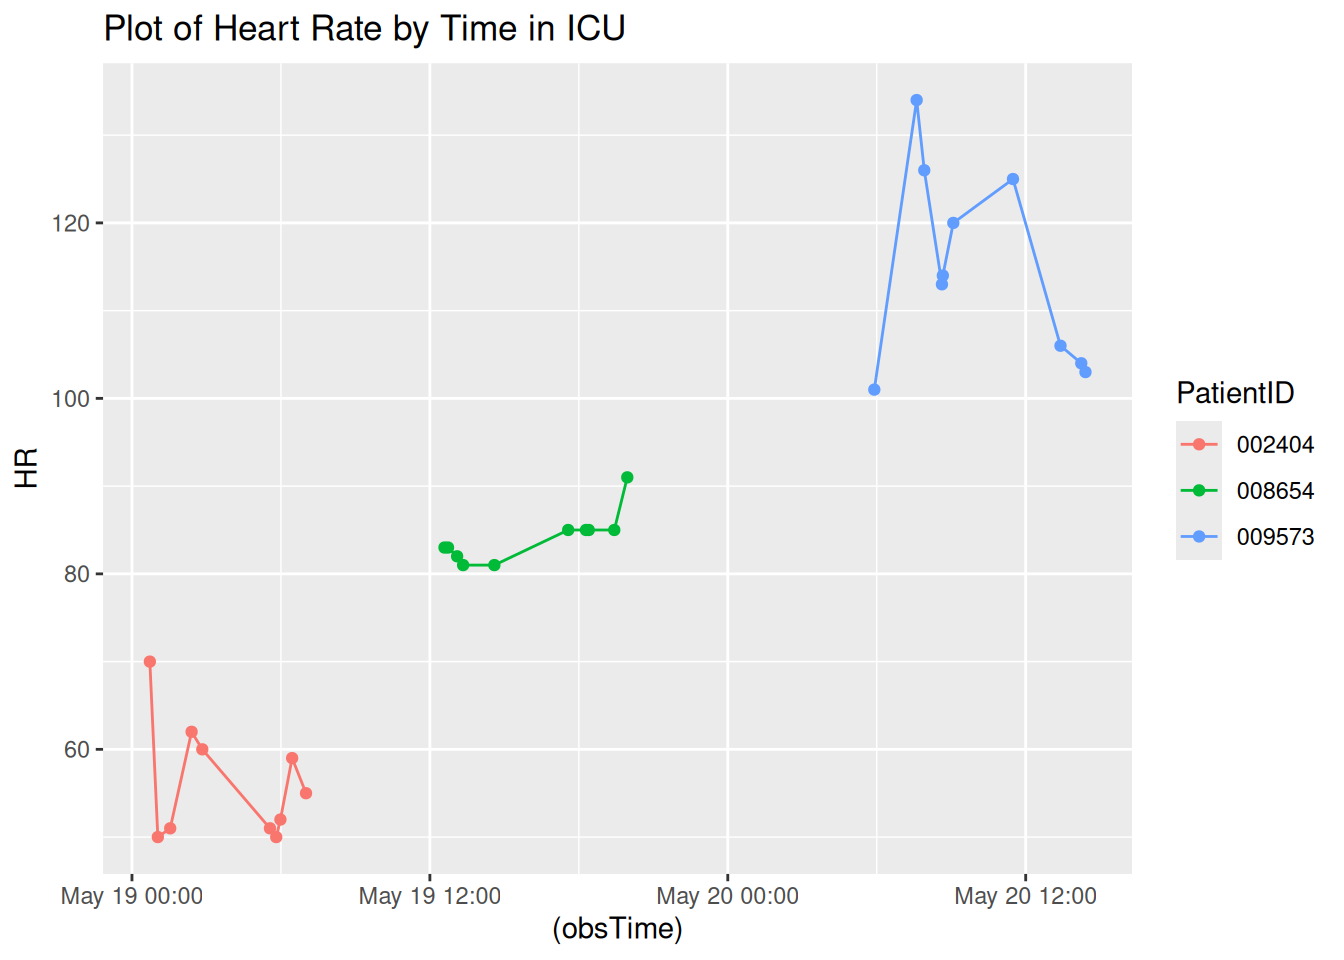 Plot of Heart Rate by Time in ICU
120
100
80
60
HR
May 19 00:00
May 19 12:00
May 20 00:00
May 20 12:00
(obsTime)
PatientID
002404
008654
009573